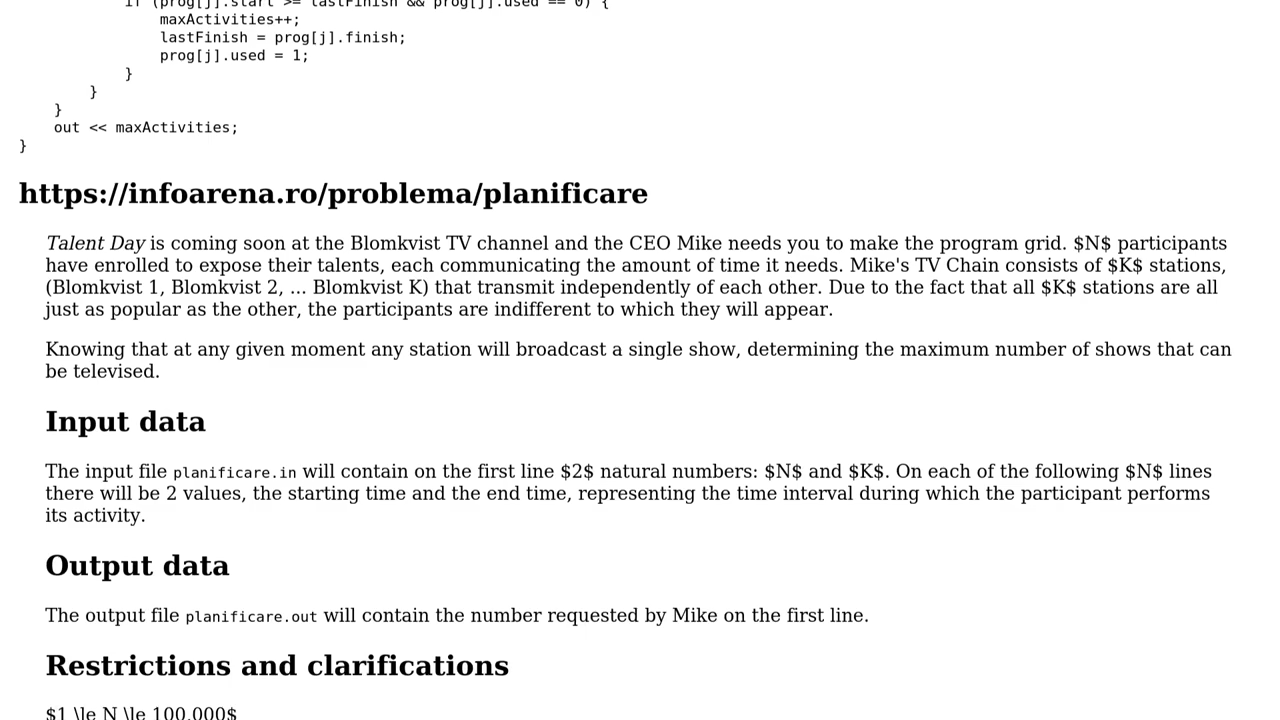 if (prog[j].start >= lastFinish && prog[j].used == 0) {
maxActivities++;
lastFinish = prog[j].finish;
prog[j].used = 1;
}
}
}
out << maxActivities;
}
https://infoarena.ro/problema/planificare
Talent Day is coming soon at the Blomkvist TV channel and the CEO Mike needs you to make the program grid. $N$ participants
have enrolled to expose their talents, each communicating the amount of time it needs. Mike's TV Chain consists of $K$ stations,
(Blomkvist 1, Blomkvist 2, ... Blomkvist K) that transmit independently of each other. Due to the fact that all $K$ stations are all
just as popular as the other, the participants are indifferent to which they will appear.
Knowing that at any given moment any station will broadcast a single show, determining the maximum number of shows that can
be televised.
Input data
The input file planificare.in will contain on the first line $2$ natural numbers: $N$ and $K$. On each of the following $N$ lines
there will be 2 values, the starting time and the end time, representing the time interval during which the participant performs
its activity.
Output data
The output file planificare.out will contain the number requested by Mike on the first line.
Restrictions and clarifications
$1 \le N \le 100.000$